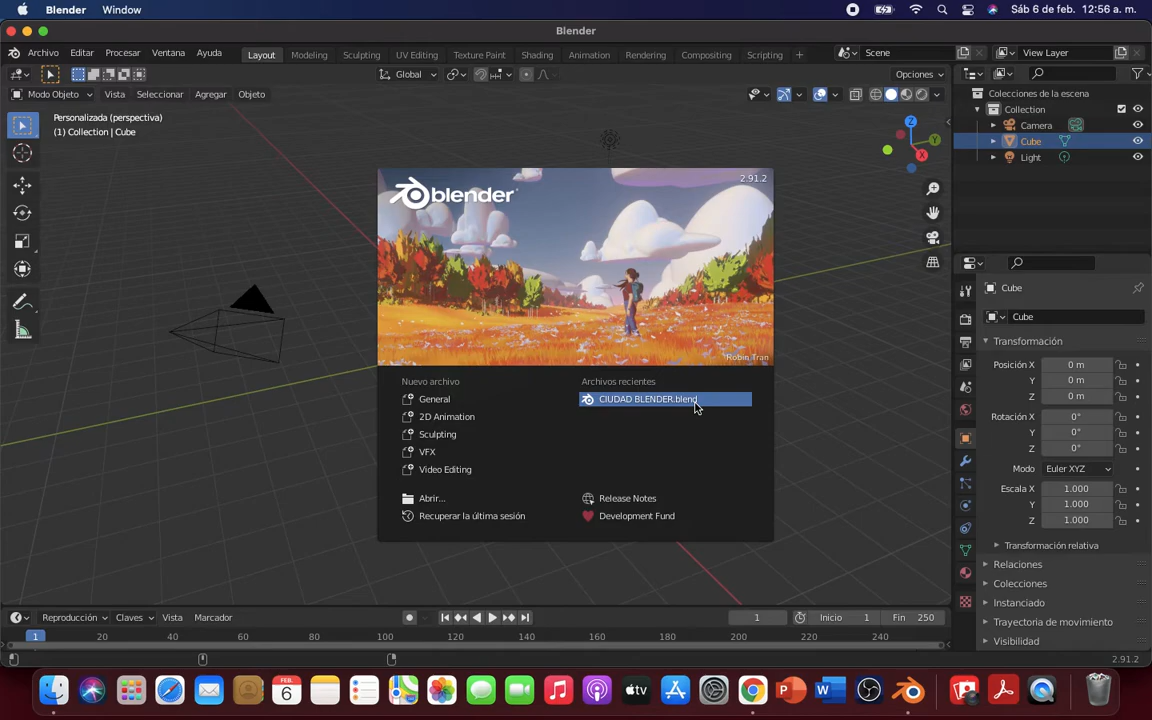 Blender Window Sáb 6 de feb. 12:56 a. m.
Blender
Archivo Editar Procesar Ventana Ayuda Layout Modeling Sculpting UV Editing Texture Paint Shading Animation Rendering Compositing Scripting + Scene View Layer
Global Opciones
Modo Objeto Vista Seleccionar Agregar Objeto
Colecciones de la escena
Collection
Camera
Cube
Light
Personalizada (perspectiva)
(1) Collection | Cube
Z
Y
X
blender
2.91.2
Robin Tran
Nuevo archivo
General
2D Animation
Sculpting
VFX
Video Editing
Archivos recientes
CIUDAD BLENDER.blend
Abrir...
Recuperar la última sesión
Release Notes
Development Fund
Cube
Cube
Transformación
Posición X 0 m
Y 0 m
Z 0 m
Rotación X 0°
Y 0°
Z 0°
Modo Euler XYZ
Escala X 1.000
Y 1.000
Z 1.000
Transformación relativa
Relaciones
Colecciones
Instanciado
Trayectoria de movimiento
Visibilidad
Reproducción Claves Vista Marcador 1 Inicio 1 Fin 250
1 20 40 60 80 100 120 140 160 180 200 220 240
2.91.2
FEB
6
tv
P
W